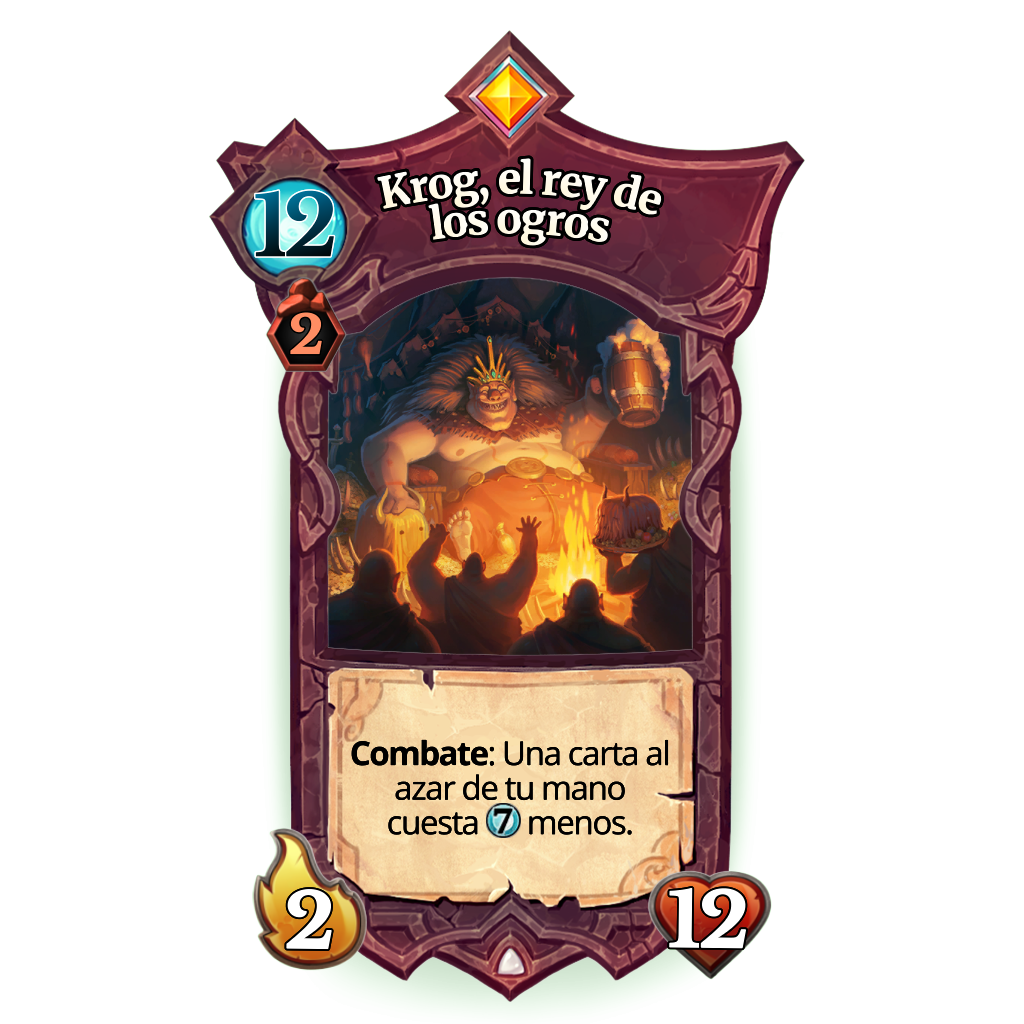 12
Krog, el rey de
los ogros
2
Combate: Una carta al
azar de tu mano
cuesta 7 menos.
2
12